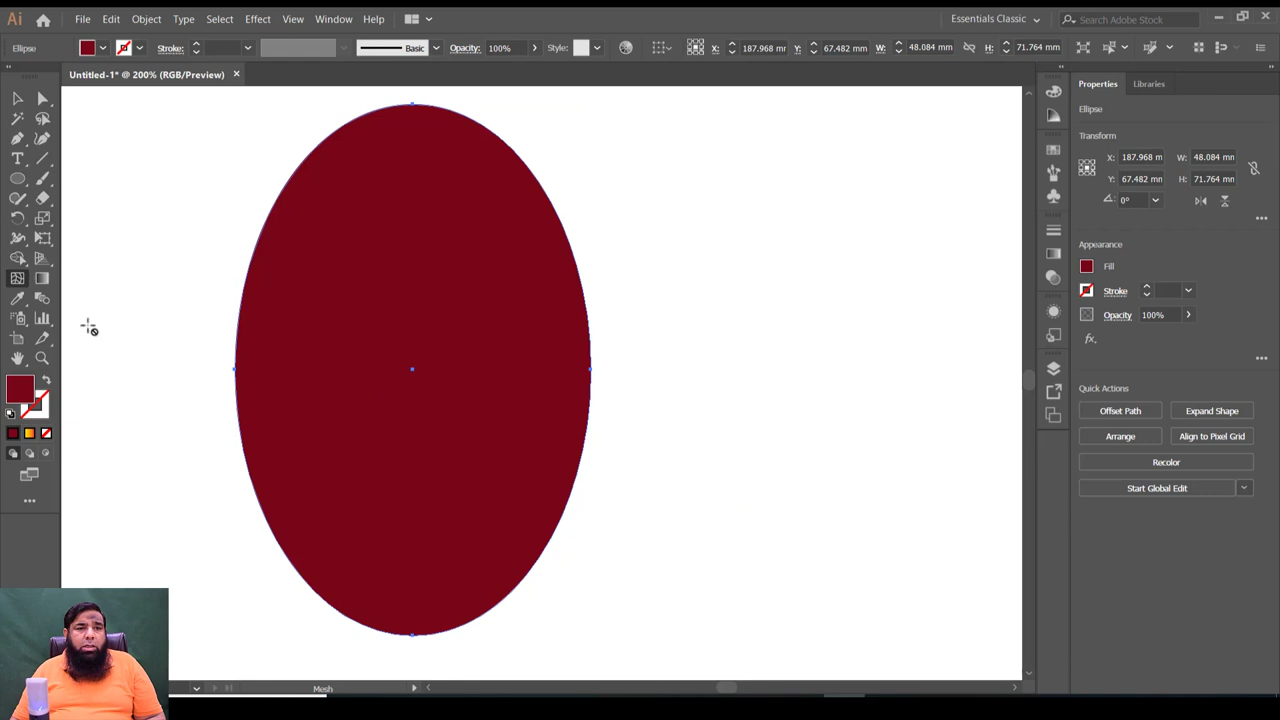 Ai File Edit Object Type Select Effect View Window Help Essentials Classic Search Adobe Stock
Ellipse Stroke: Basic Opacity: 100% Style: X: 187.968 mm Y: 67.482 mm W: 48.084 mm H: 71.764 mm
Untitled-1* @ 200% (RGB/Preview) ×
Properties Libraries
Ellipse
Transform
X: 187.968 m W: 48.084 mm
Y: 67.482 mm H: 71.764 mm
0°
Appearance
Fill
Stroke
Opacity 100%
fx.
Quick Actions
Offset Path Expand Shape
Arrange Align to Pixel Grid
Recolor
Start Global Edit
Mesh